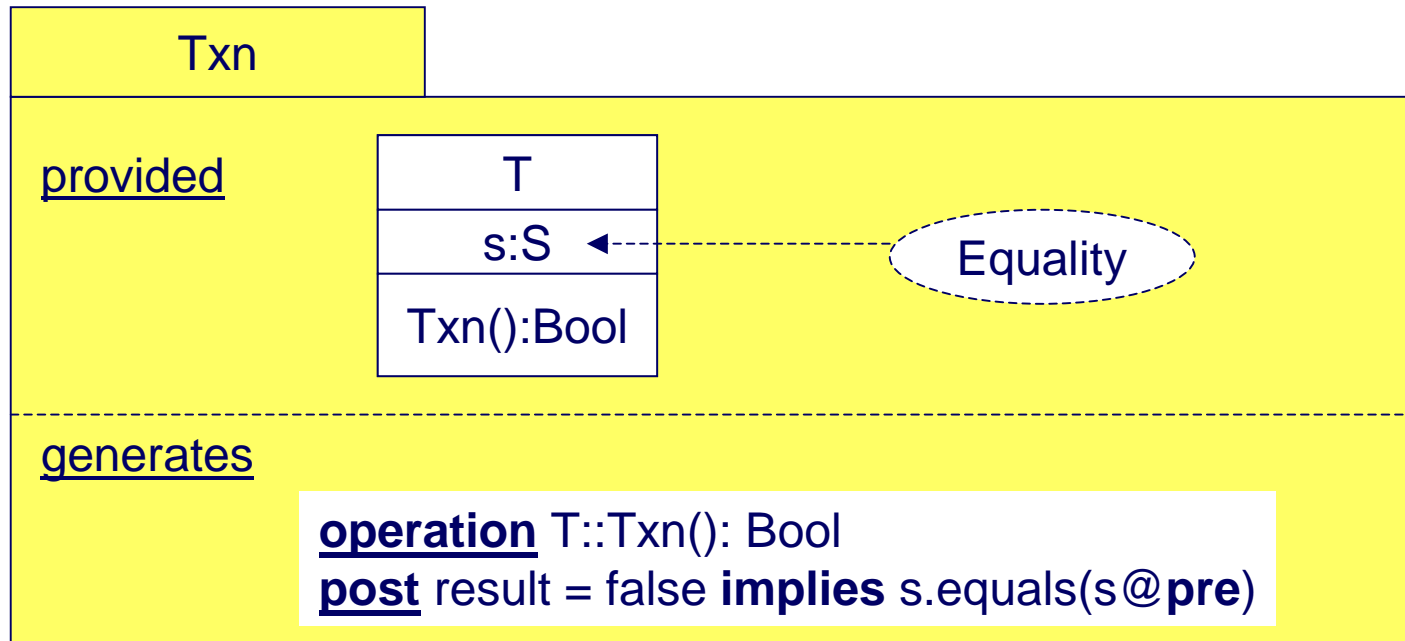 Txn
provided
T
s:S
Equality
Txn():Bool
generates
operation T::Txn(): Bool
post result = false implies s.equals(s@pre)